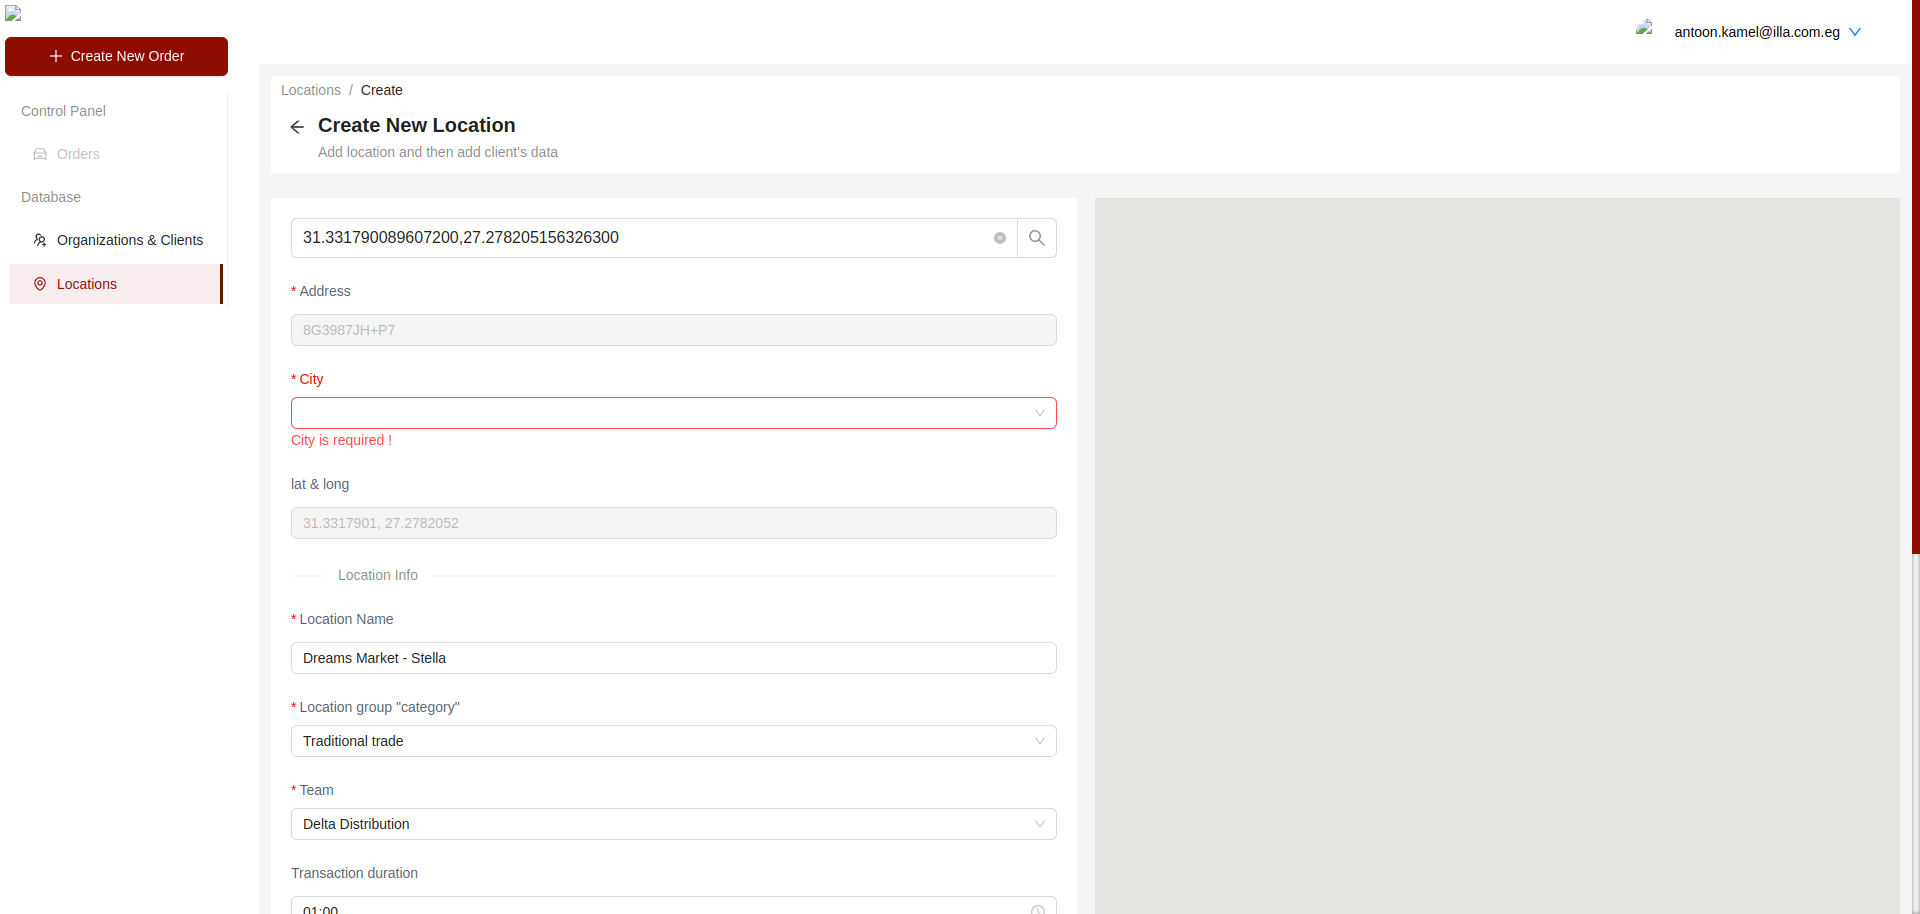 Create New Order
antoon.kamel@illa.com.eg
Control Panel
Orders
Database
Organizations & Clients
Locations
Locations / Create
Create New Location
Add location and then add client's data
31.331790089607200,27.278205156326300
* Address
8G3987JH+P7
* City
City is required !
lat & long
31.3317901, 27.2782052
Location Info
* Location Name
Dreams Market - Stella
* Location group "category"
Traditional trade
* Team
Delta Distribution
Transaction duration
01:00